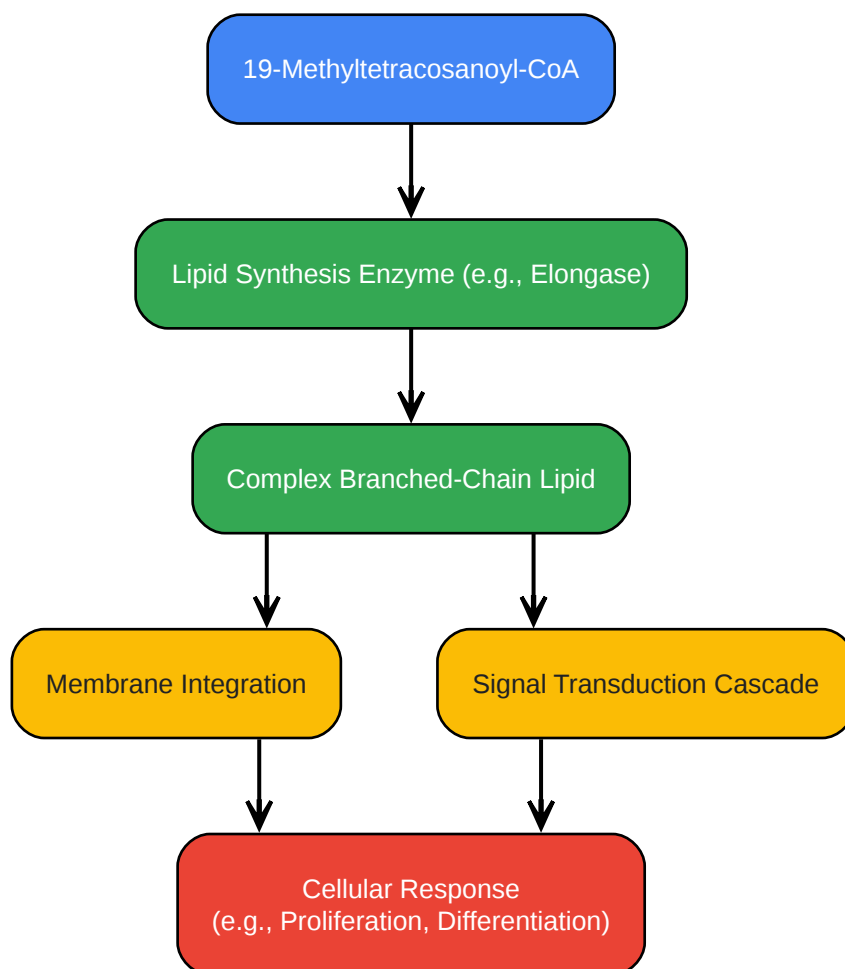 19-Methyltetracosanoyl-CoA
Lipid Synthesis Enzyme (e.g., Elongase)
Complex Branched-Chain Lipid
Membrane Integration
Signal Transduction Cascade
Cellular Response
(e.g., Proliferation, Differentiation)